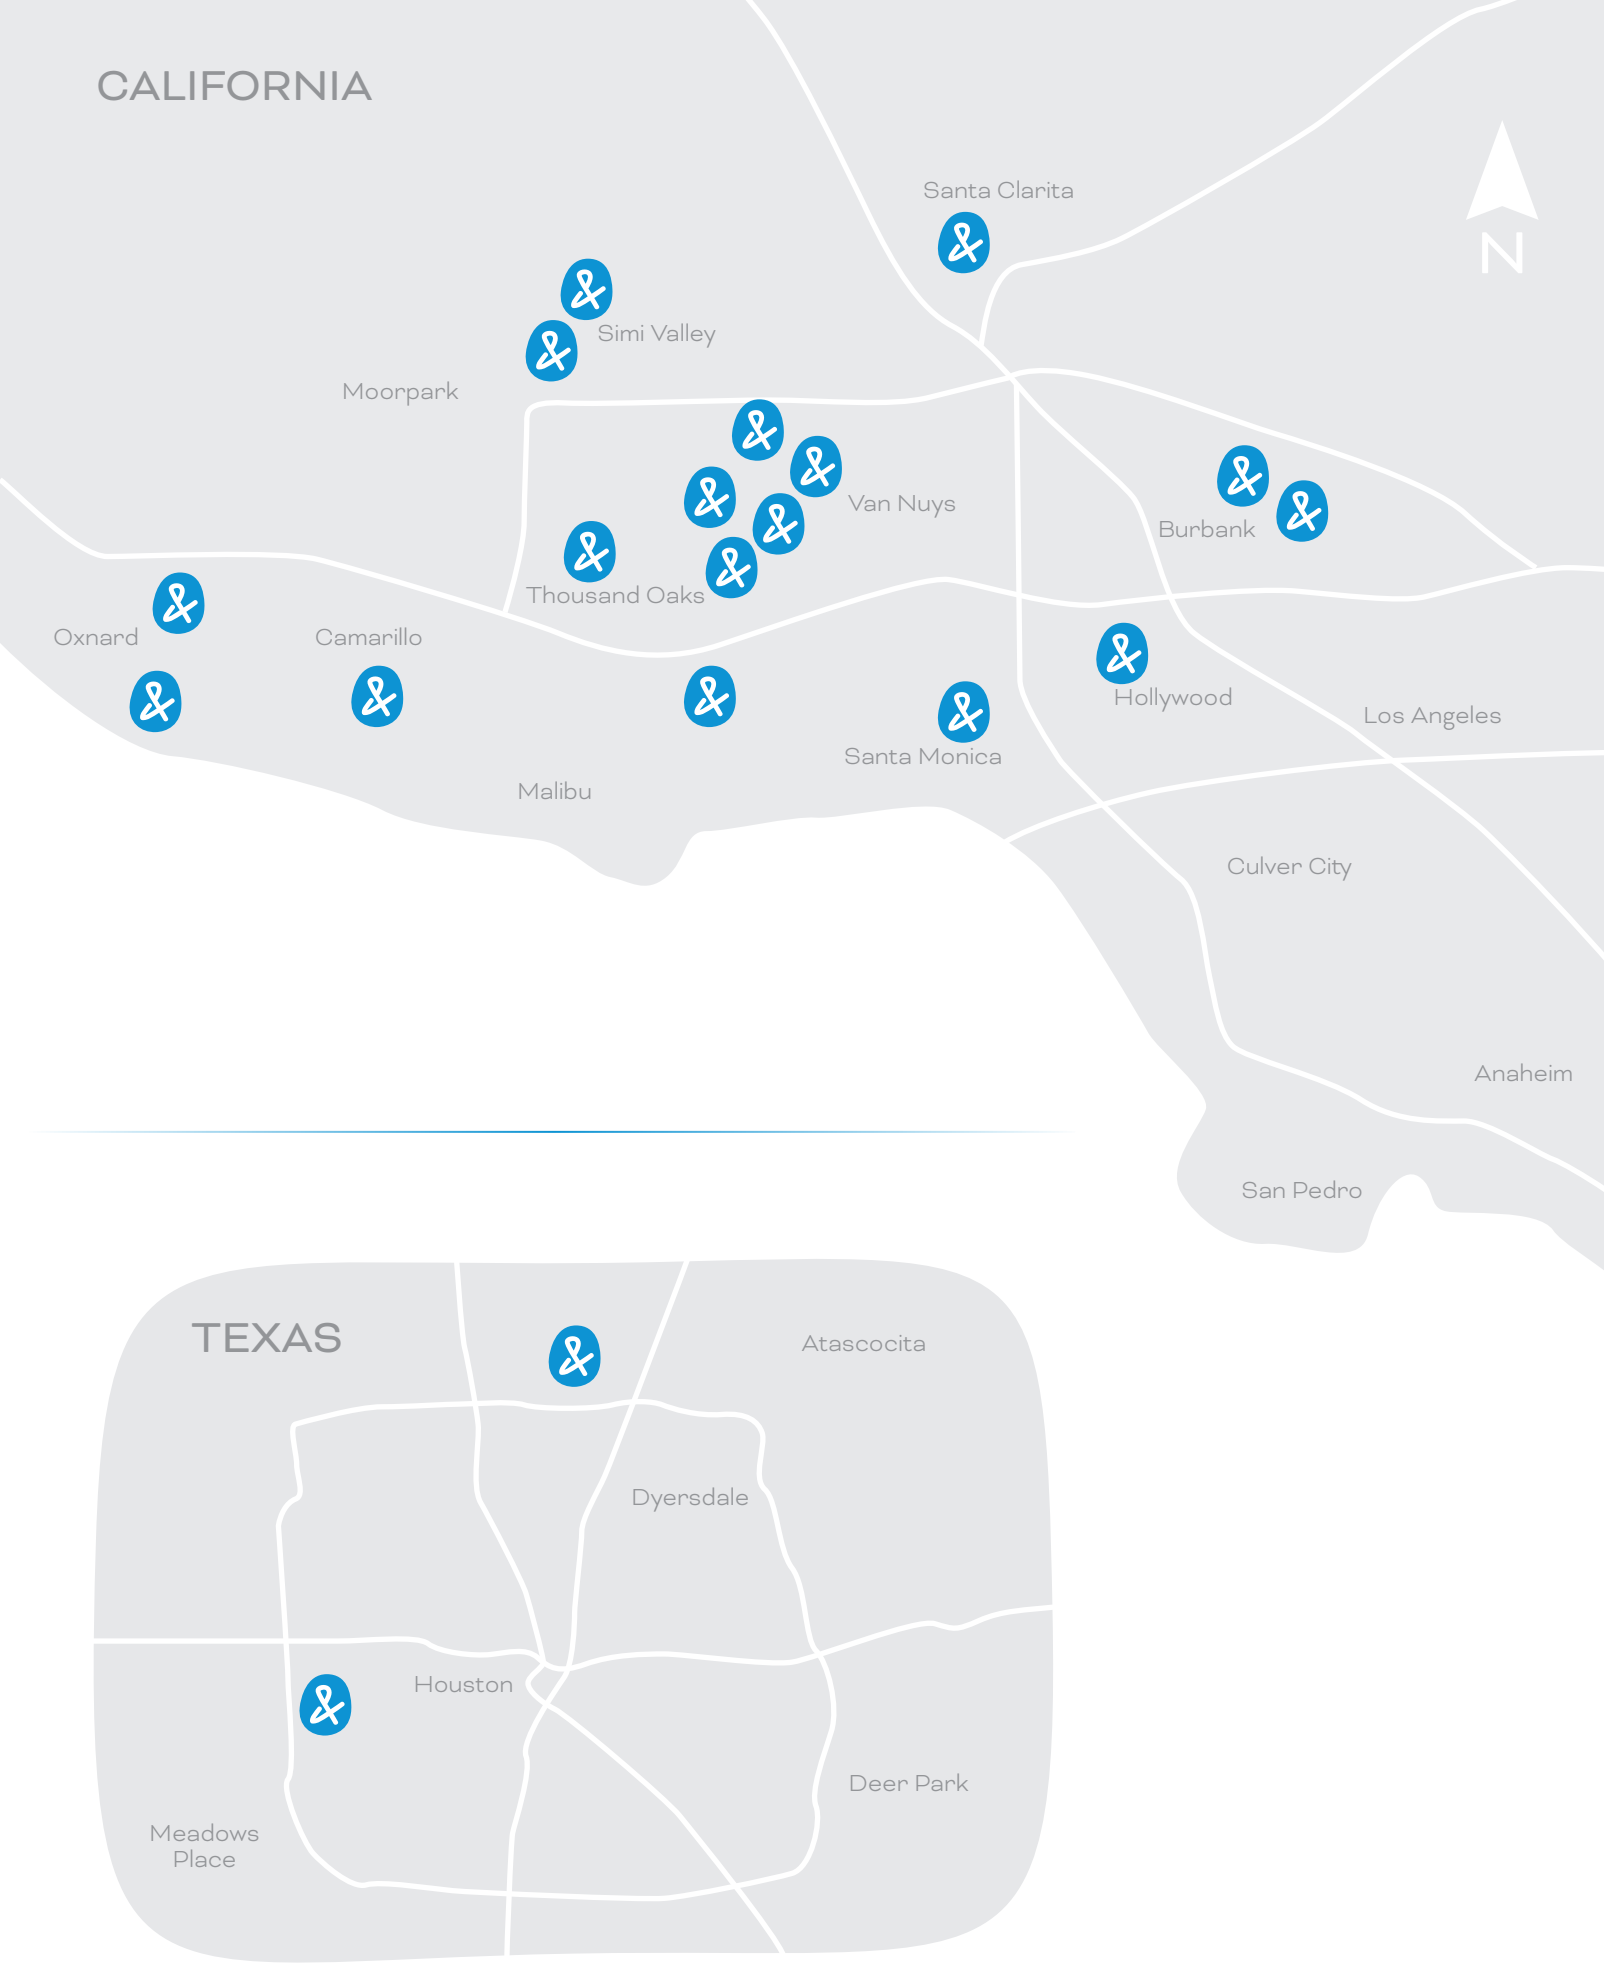 CALIFORNIA
Santa Clarita
N
Simi Valley
Moorpark
Van Nuys
Burbank
Thousand Oaks
Oxnard
Camarillo
Hollywood
Los Angeles
Santa Monica
Malibu
Culver City
Anaheim
San Pedro
TEXAS
Atascocita
Dyersdale
Houston
Deer Park
Meadows
Place